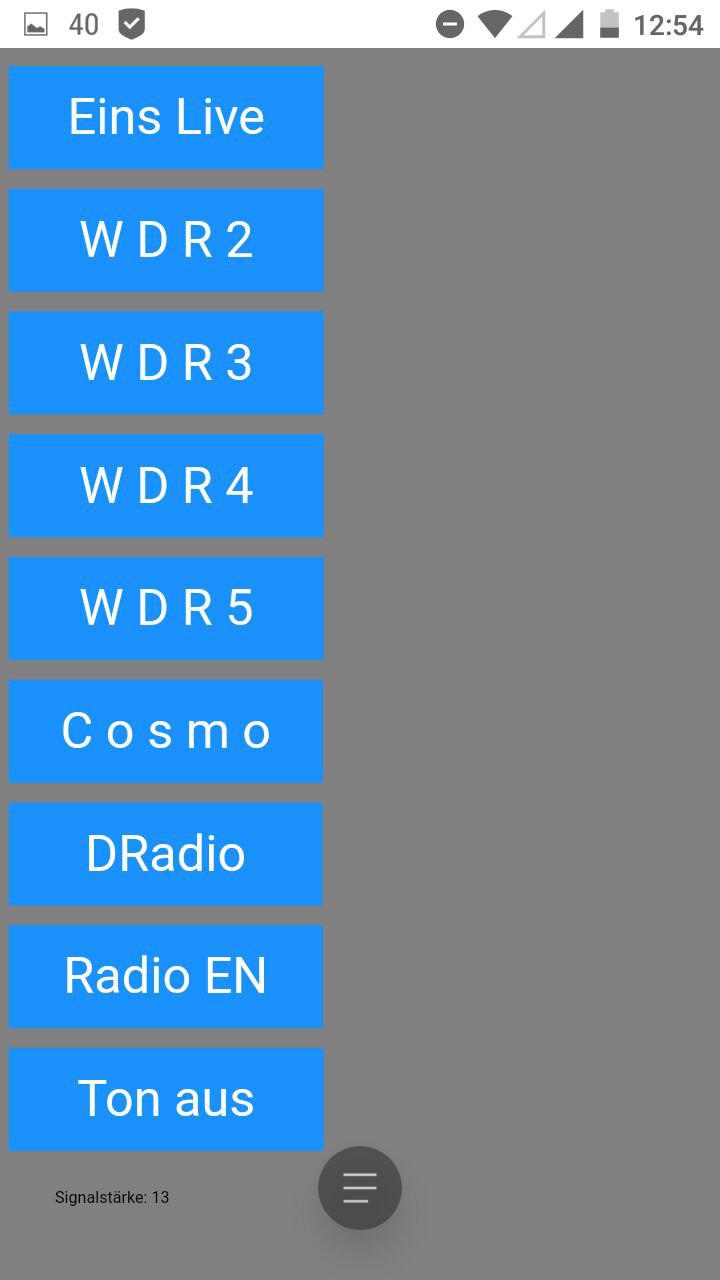 40
12:54
Eins Live
W D R 2
W D R 3
W D R 4
W D R 5
C o s m o
DRadio
Radio EN
Ton aus
Signalstärke: 13